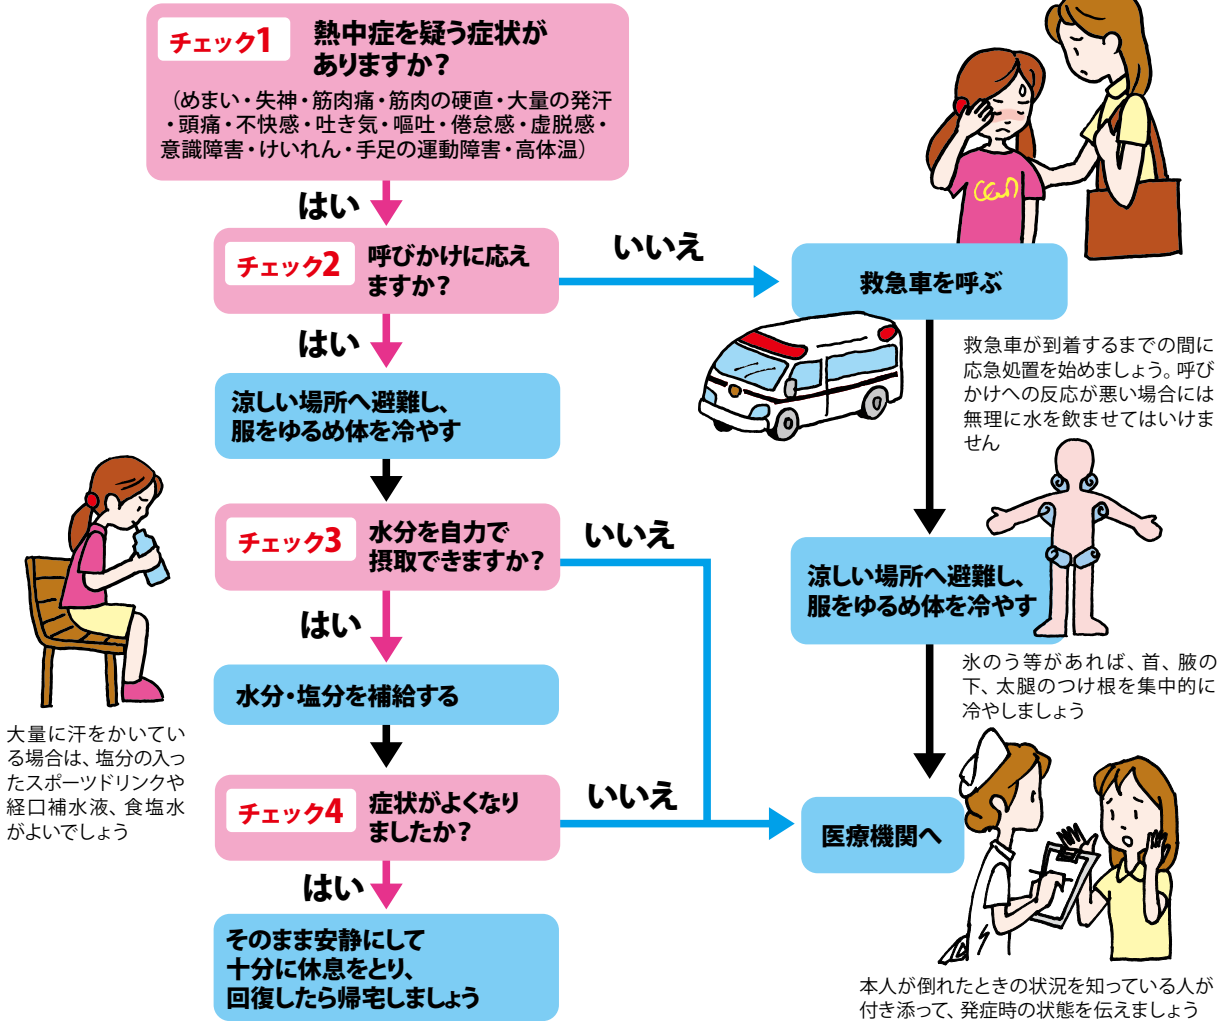 チェック1
熱中症を疑う症状が
ありますか？
（めまい・失神・筋肉痛・筋肉の硬直・大量の発汗
・頭痛・不快感・吐き気・嘔吐・倦怠感・虚脱感・
意識障害・けいれん・手足の運動障害・高体温）
はい
チェック2
呼びかけに応え
ますか？
いいえ
救急車を呼ぶ
救急車が到着するまでの間に
応急処置を始めましょう。呼び
かけへの反応が悪い場合には
無理に水を飲ませてはいけま
せん
はい
涼しい場所へ避難し、
服をゆるめ体を冷やす
チェック3
水分を自力で
摂取できますか？
いいえ
涼しい場所へ避難し、
服をゆるめ体を冷やす
氷のう等があれば、首、腋の
下、太腿のつけ根を集中的に
冷やしましょう
はい
水分・塩分を補給する
大量に汗をかいてい
る場合は、塩分の入っ
たスポーツドリンクや
経口補水液、食塩水
がよいでしょう
チェック4
症状がよくなり
ましたか？
いいえ
医療機関へ
はい
そのまま安静にして
十分に休息をとり、
回復したら帰宅しましょう
本人が倒れたときの状況を知っている人が
付き添って、発症時の状態を伝えましょう